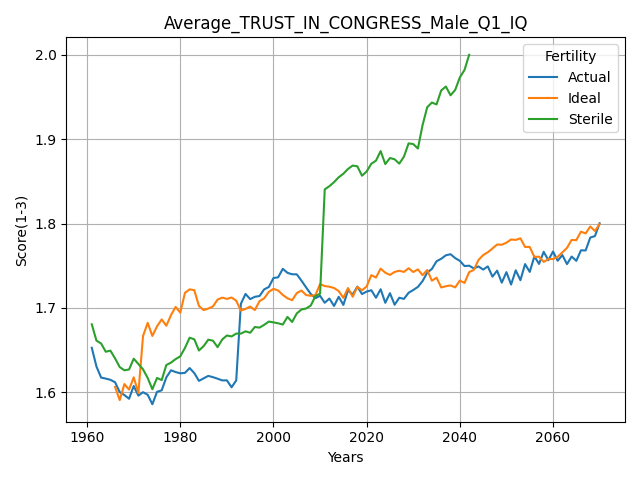 Average_TRUST_IN_CONGRESS_Male_Q1_IQ
Fertility
Actual
Ideal
Sterile
Score(1-3)
2.0
1.9
1.8
1.7
1.6
1960 1980 2000 2020 2040 2060
Years